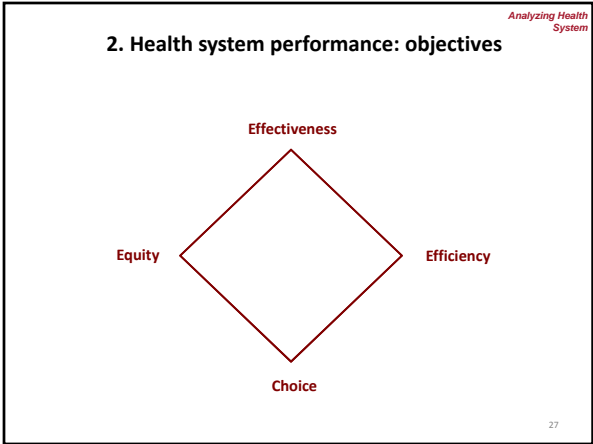 Analyzing Health
System
2. Health system performance: objectives
Effectiveness
Equity
Efficiency
Choice
27